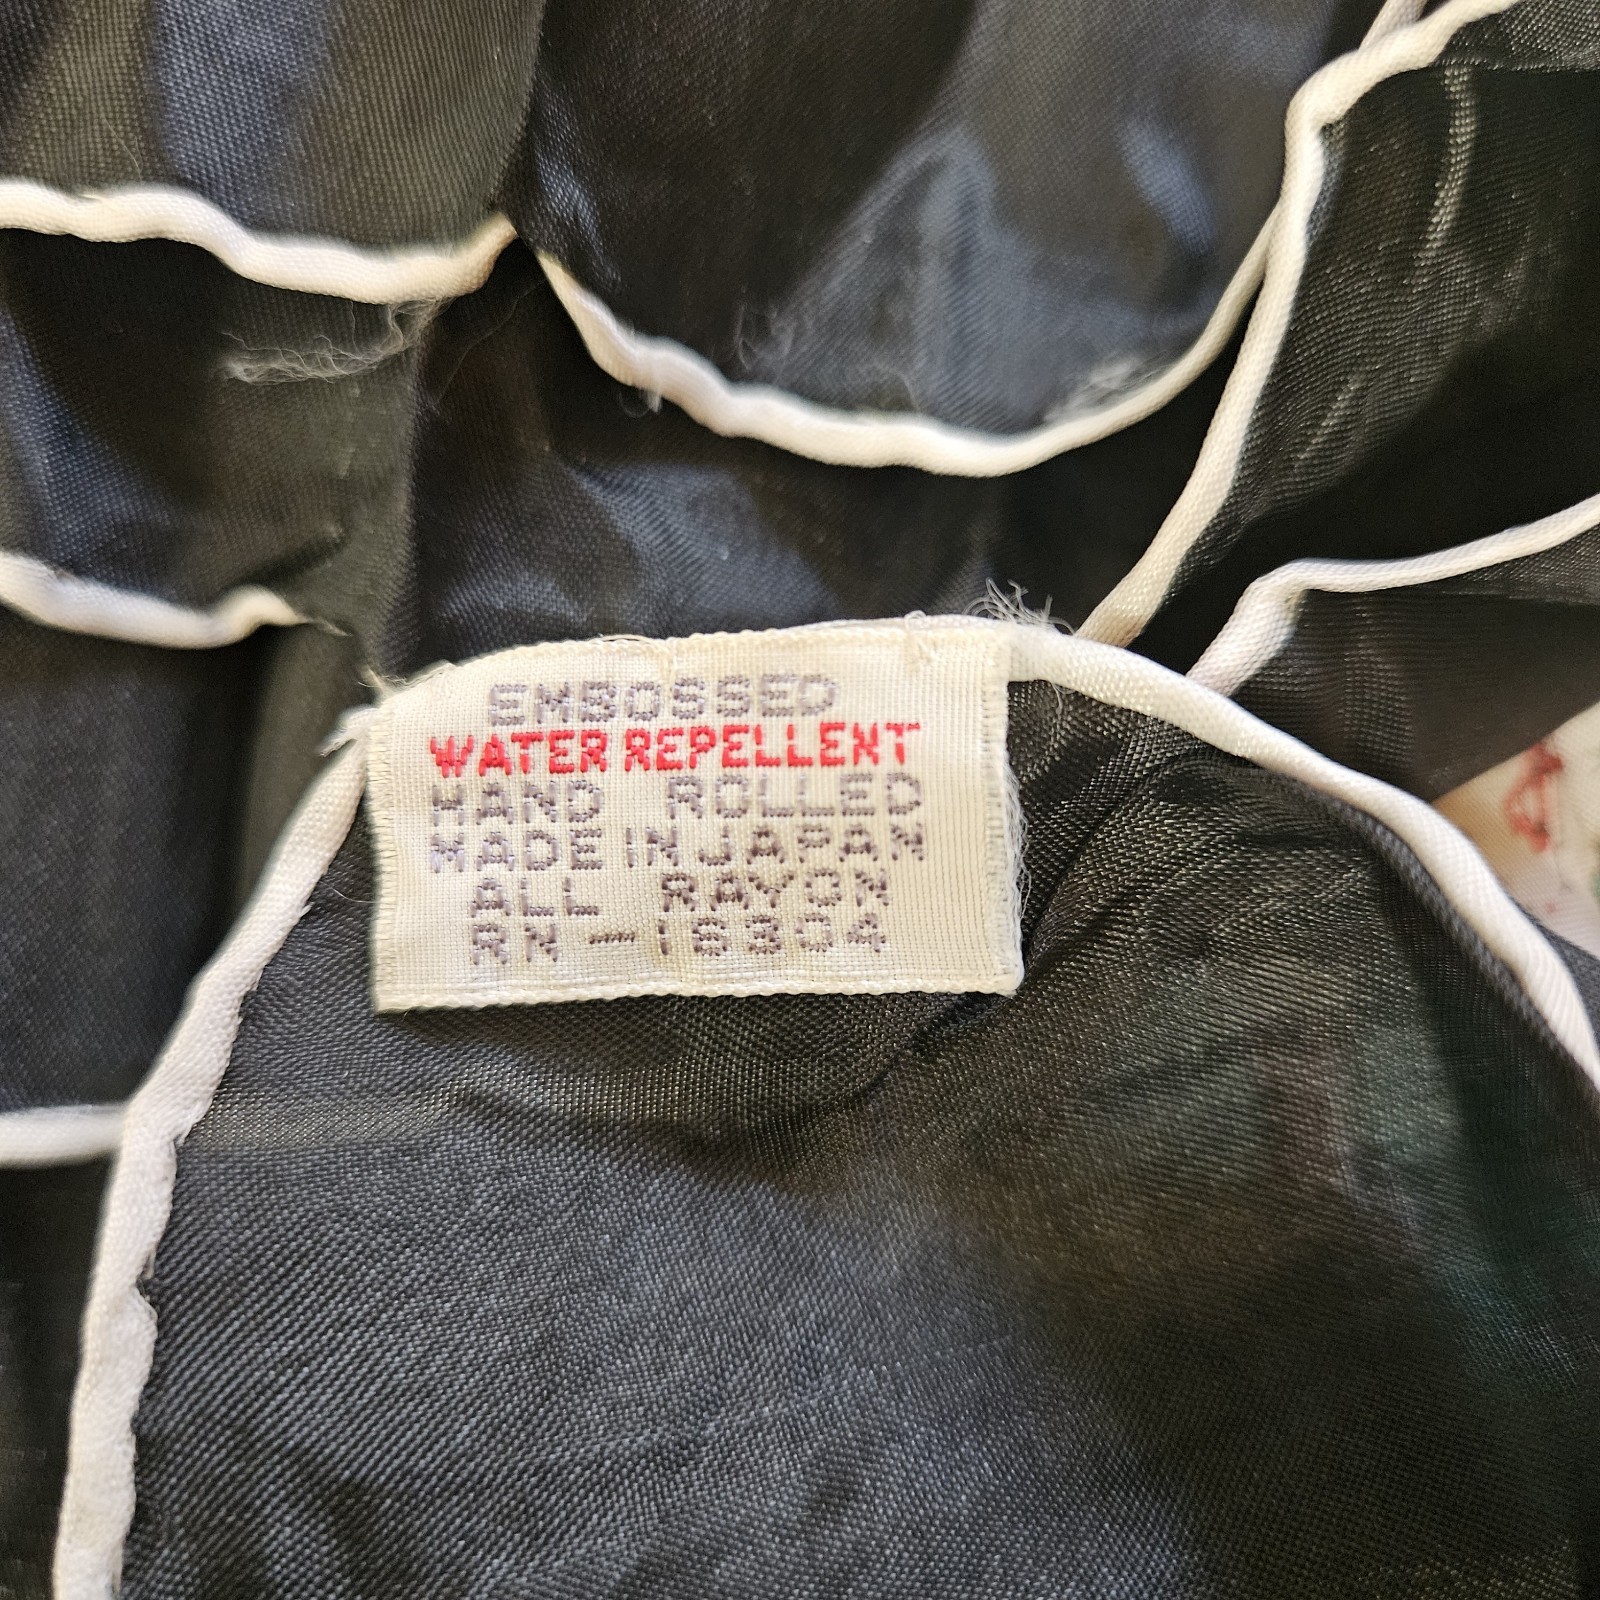 EMBOSSED
WATER REPELLENT
HAND ROLLED
MADE IN JAPAN
ALL RAYON
RN-16304